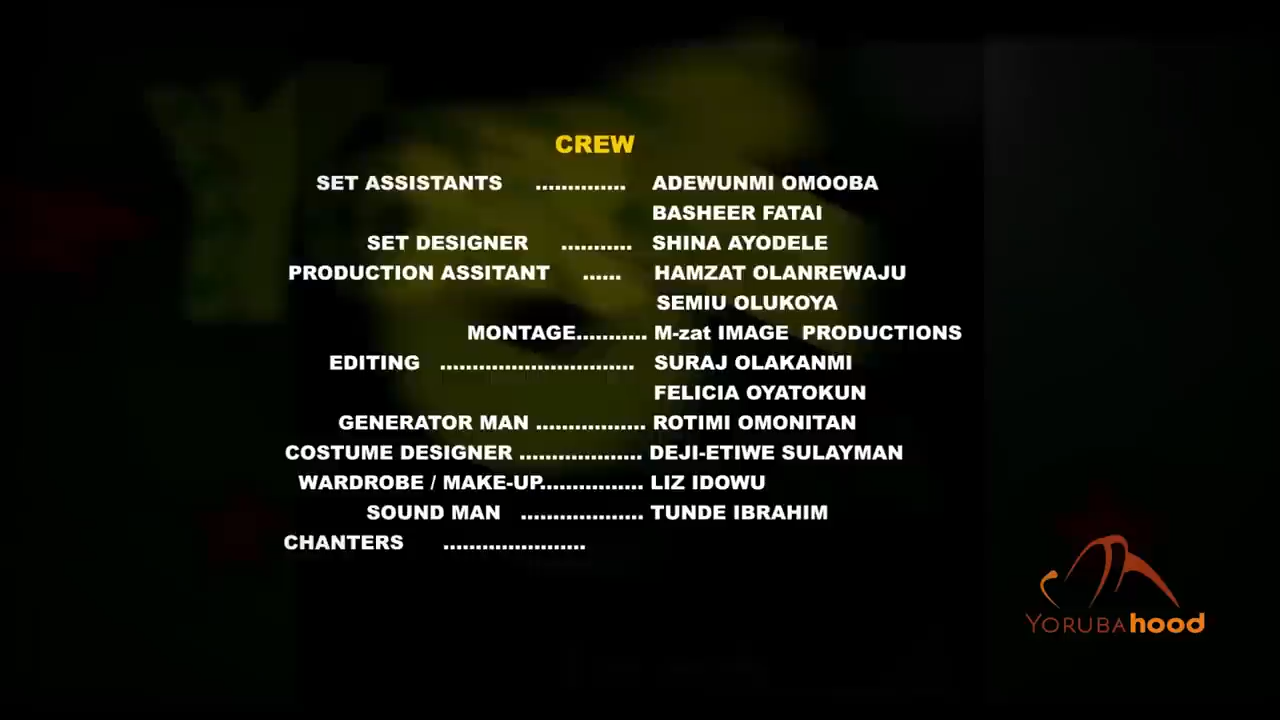 CREW
SET ASSISTANTS .............. ADEWUNMI OMOOBA
BASHEER FATAI
SET DESIGNER ........... SHINA AYODELE
PRODUCTION ASSITANT ...... HAMZAT OLANREWAJU
SEMIU OLUKOYA
MONTAGE........... M-zat IMAGE PRODUCTIONS
EDITING .............................. SURAJ OLAKANMI
FELICIA OYATOKUN
GENERATOR MAN ................. ROTIMI OMONITAN
COSTUME DESIGNER ................... DEJI-ETIWE SULAYMAN
WARDROBE / MAKE-UP................ LIZ IDOWU
SOUND MAN ................... TUNDE IBRAHIM
CHANTERS ......................
YORUBAhood